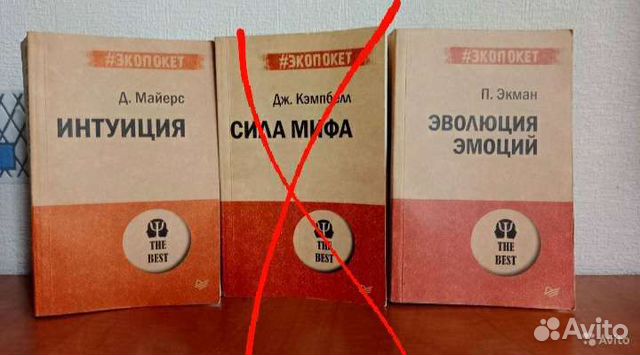 #ЭКОПОКЕТ
Д. Майерс
ИНТУИЦИЯ
THE
BEST
#ЭКОПОКЕТ
Дж. Кэмпбелл
СИЛА МИФА
THE
BEST
#ЭКОПОКЕТ
П. Экман
ЭВОЛЮЦИЯ
ЭМОЦИЙ
THE
BEST
Avito
Avito